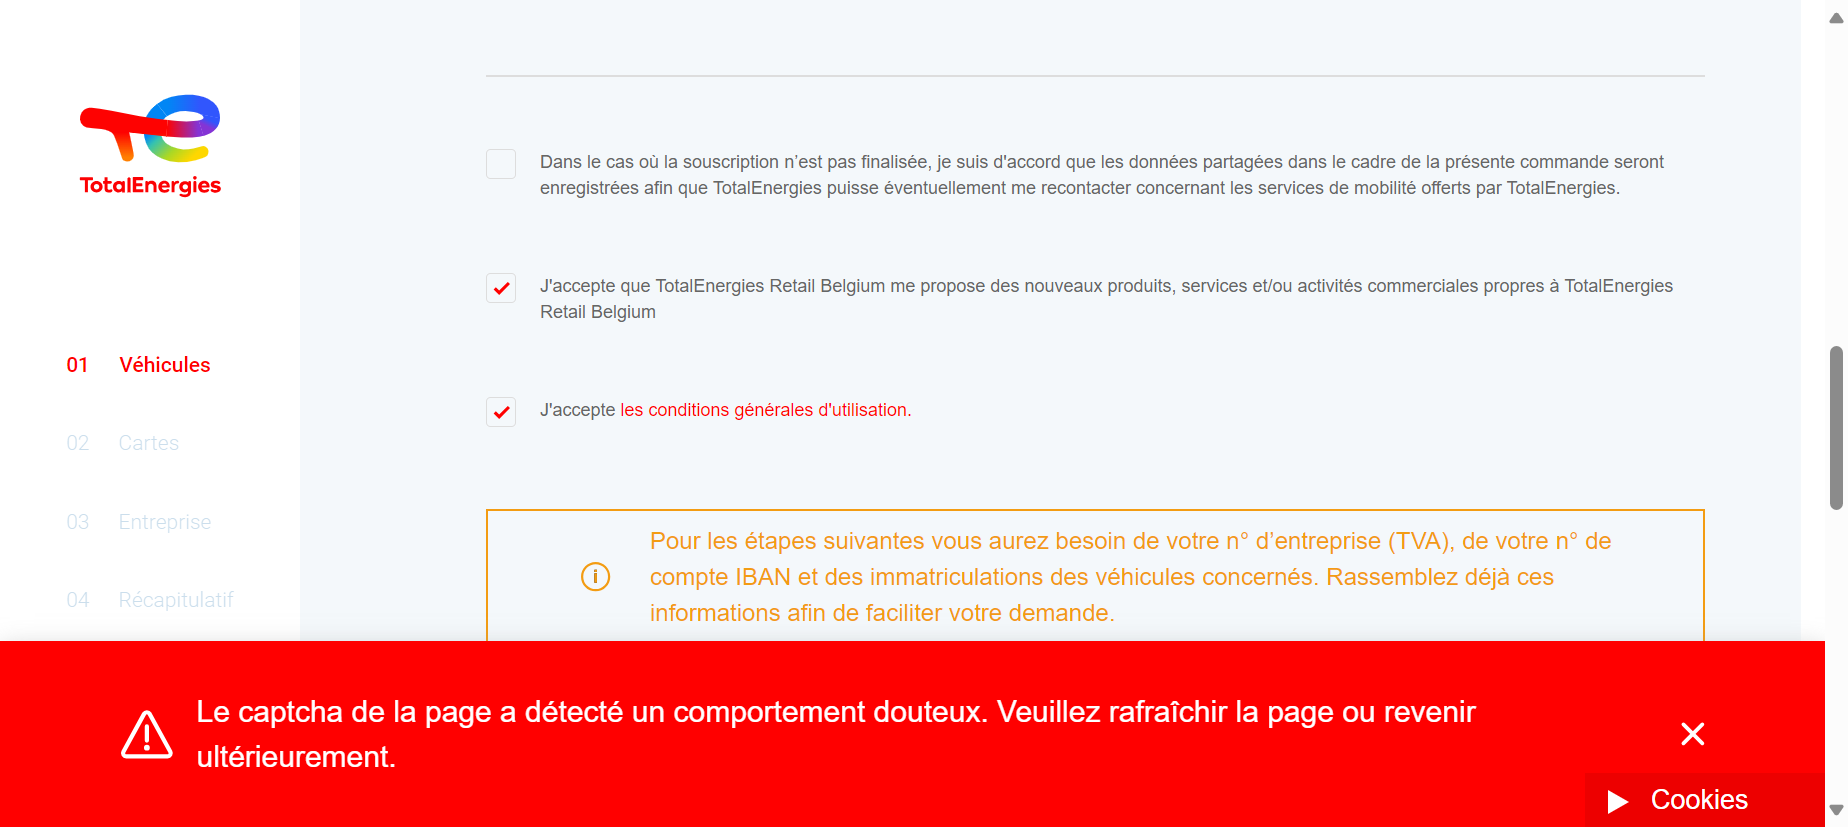 TotalEnergies
01 Véhicules
02 Cartes
03 Entreprise
04 Récapitulatif
Dans le cas où la souscription n’est pas finalisée, je suis d'accord que les données partagées dans le cadre de la présente commande seront
enregistrées afin que TotalEnergies puisse éventuellement me recontacter concernant les services de mobilité offerts par TotalEnergies.
J'accepte que TotalEnergies Retail Belgium me propose des nouveaux produits, services et/ou activités commerciales propres à TotalEnergies
Retail Belgium
J'accepte les conditions générales d'utilisation.
Pour les étapes suivantes vous aurez besoin de votre n° d’entreprise (TVA), de votre n° de
compte IBAN et des immatriculations des véhicules concernés. Rassemblez déjà ces
informations afin de faciliter votre demande.
Le captcha de la page a détecté un comportement douteux. Veuillez rafraîchir la page ou revenir
ultérieurement.
Cookies